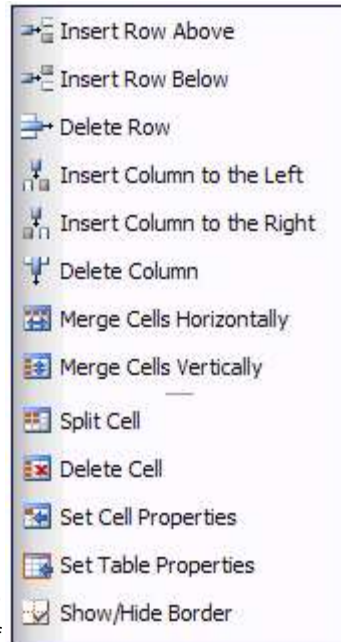 Insert Row Above
Insert Row Below
Delete Row
Insert Column to the Left
Insert Column to the Right
Delete Column
Merge Cells Horizontally
Merge Cells Vertically
Split Cell
Delete Cell
Set Cell Properties
Set Table Properties
Show/Hide Border